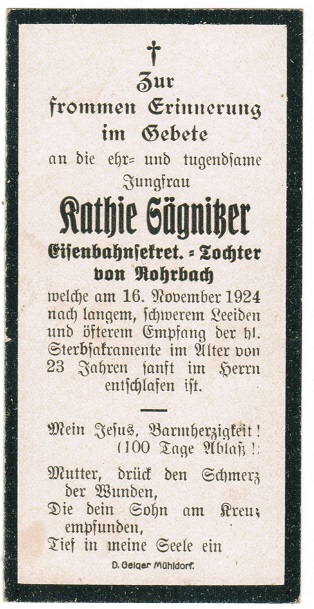 †
Zur
frommen Erinnerung
im Gebete
an die ehr- und tugendsame
Jungfrau
Kathie Sägnitzer
Eisenbahnsekret. - Tochter
von Rohrbach
welche am 16. November 1924
nach langem, schwerem Leeiden
und öfterem Empfang der hl.
Sterbsakramente im Alter von
23 Jahren sanft im Herrn
entschlafen ist.
Mein Jesus, Barmherzigkeit!
(100 Tage Ablaß!:
Mutter, drück den Schmerz
der Wunden,
Die dein Sohn am Kreuz
empfunden,
Tief in meine Seele ein
D. Geiger Mühldorf.